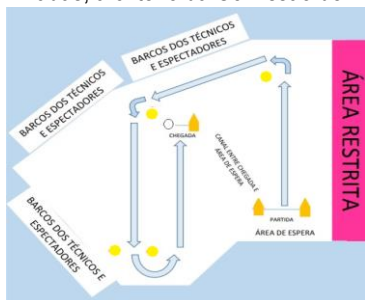 BARCOS DOS TÉCNICOS
E ESPECTADORES
BARCOS DOS TÉCNICOS
E ESPECTADORES
CHEGADA
CANAL ENTRE CHEGADA E
ÁREA DE ESPERA
ÁREA RESTRITA
BARCOS DOS TÉCNICOS E
ESPECTADORES
PARTIDA
ÁREA DE ESPERA